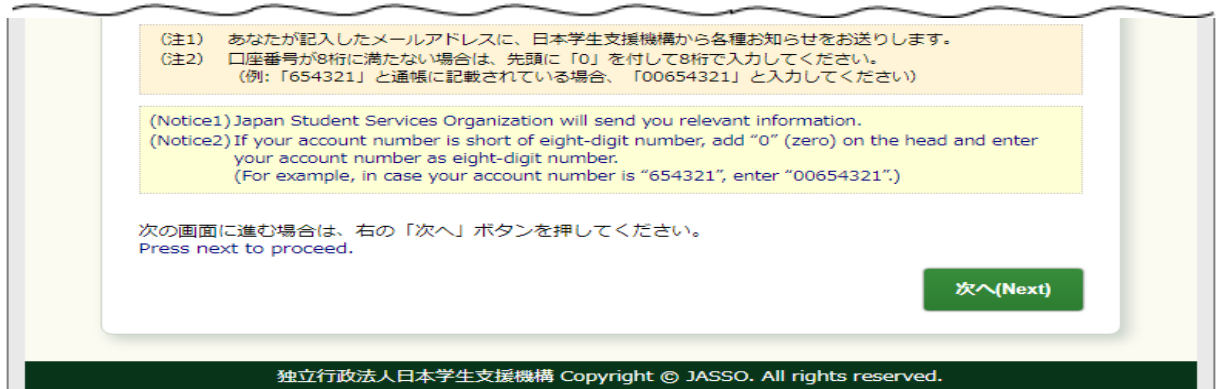 (注1) あなたが記入したメールアドレスに、日本学生支援機構から各種お知らせをお送りします。
(注2) 口座番号が8桁に満たない場合は、先頭に「0」を付して8桁で入力してください。
(例:「654321」と通帳に記載されている場合、「00654321」と入力してください)
(Notice1) Japan Student Services Organization will send you relevant information.
(Notice2) If your account number is short of eight-digit number, add “0” (zero) on the head and enter
your account number as eight-digit number.
(For example, in case your account number is “654321”, enter “00654321”.)
次の画面に進む場合は、右の「次へ」ボタンを押してください。
Press next to proceed.
次へ(Next)
独立行政法人日本学生支援機構 Copyright © JASSO. All rights reserved.